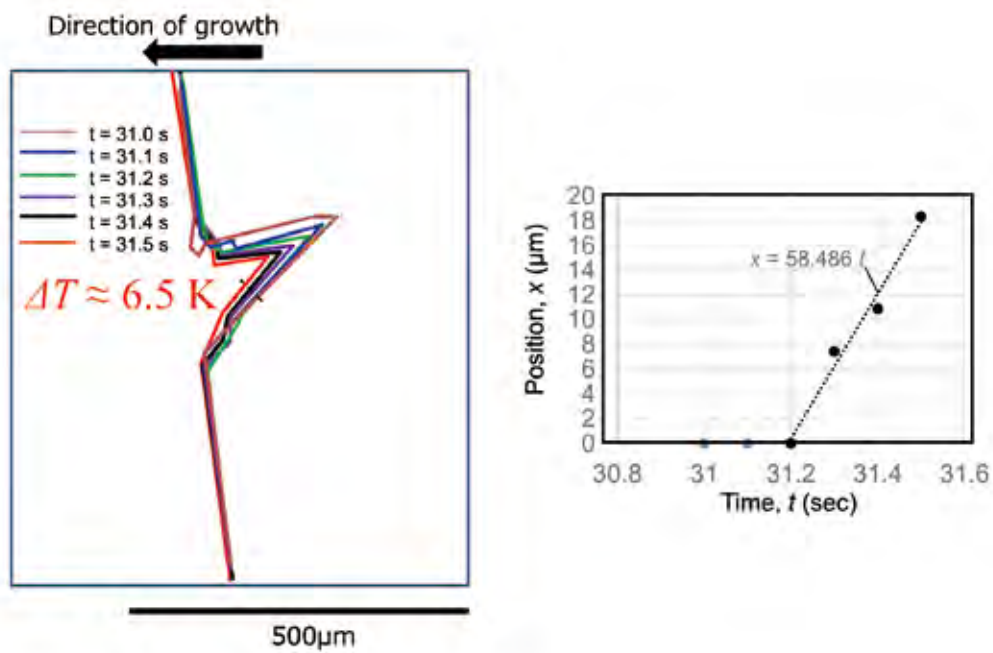 Direction of growth
t = 31.0 s
t = 31.1 s
t = 31.2 s
t = 31.3 s
t = 31.4 s
t = 31.5 s
ΔT ≈ 6.5 K
500μm
20
18
16
14
12
10
8
6
4
2
0
Position, x (μm)
x = 58.486 t
30.8 31 31.2 31.4 31.6
Time, t (sec)